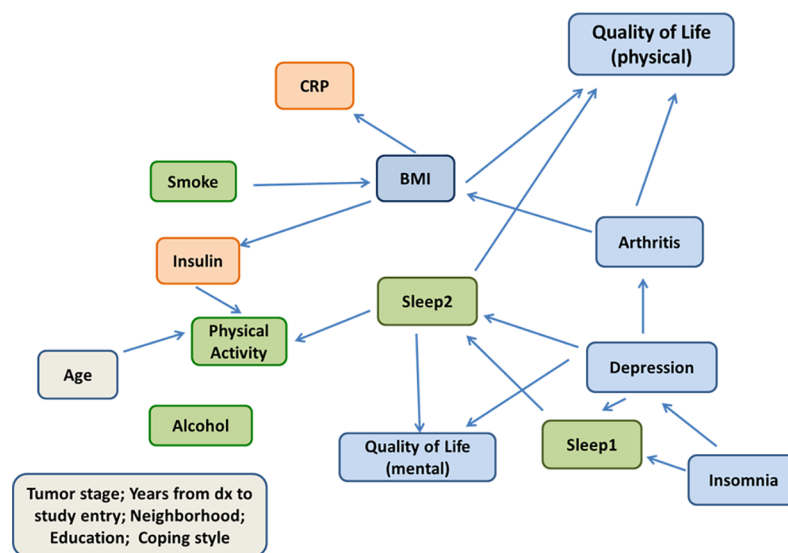 Quality of Life
(physical)
CRP
Smoke
BMI
Arthritis
Insulin
Sleep2
Physical
Activity
Age
Depression
Alcohol
Quality of Life
(mental)
Sleep1
Insomnia
Tumor stage; Years from dx to
study entry; Neighborhood;
Education; Coping style